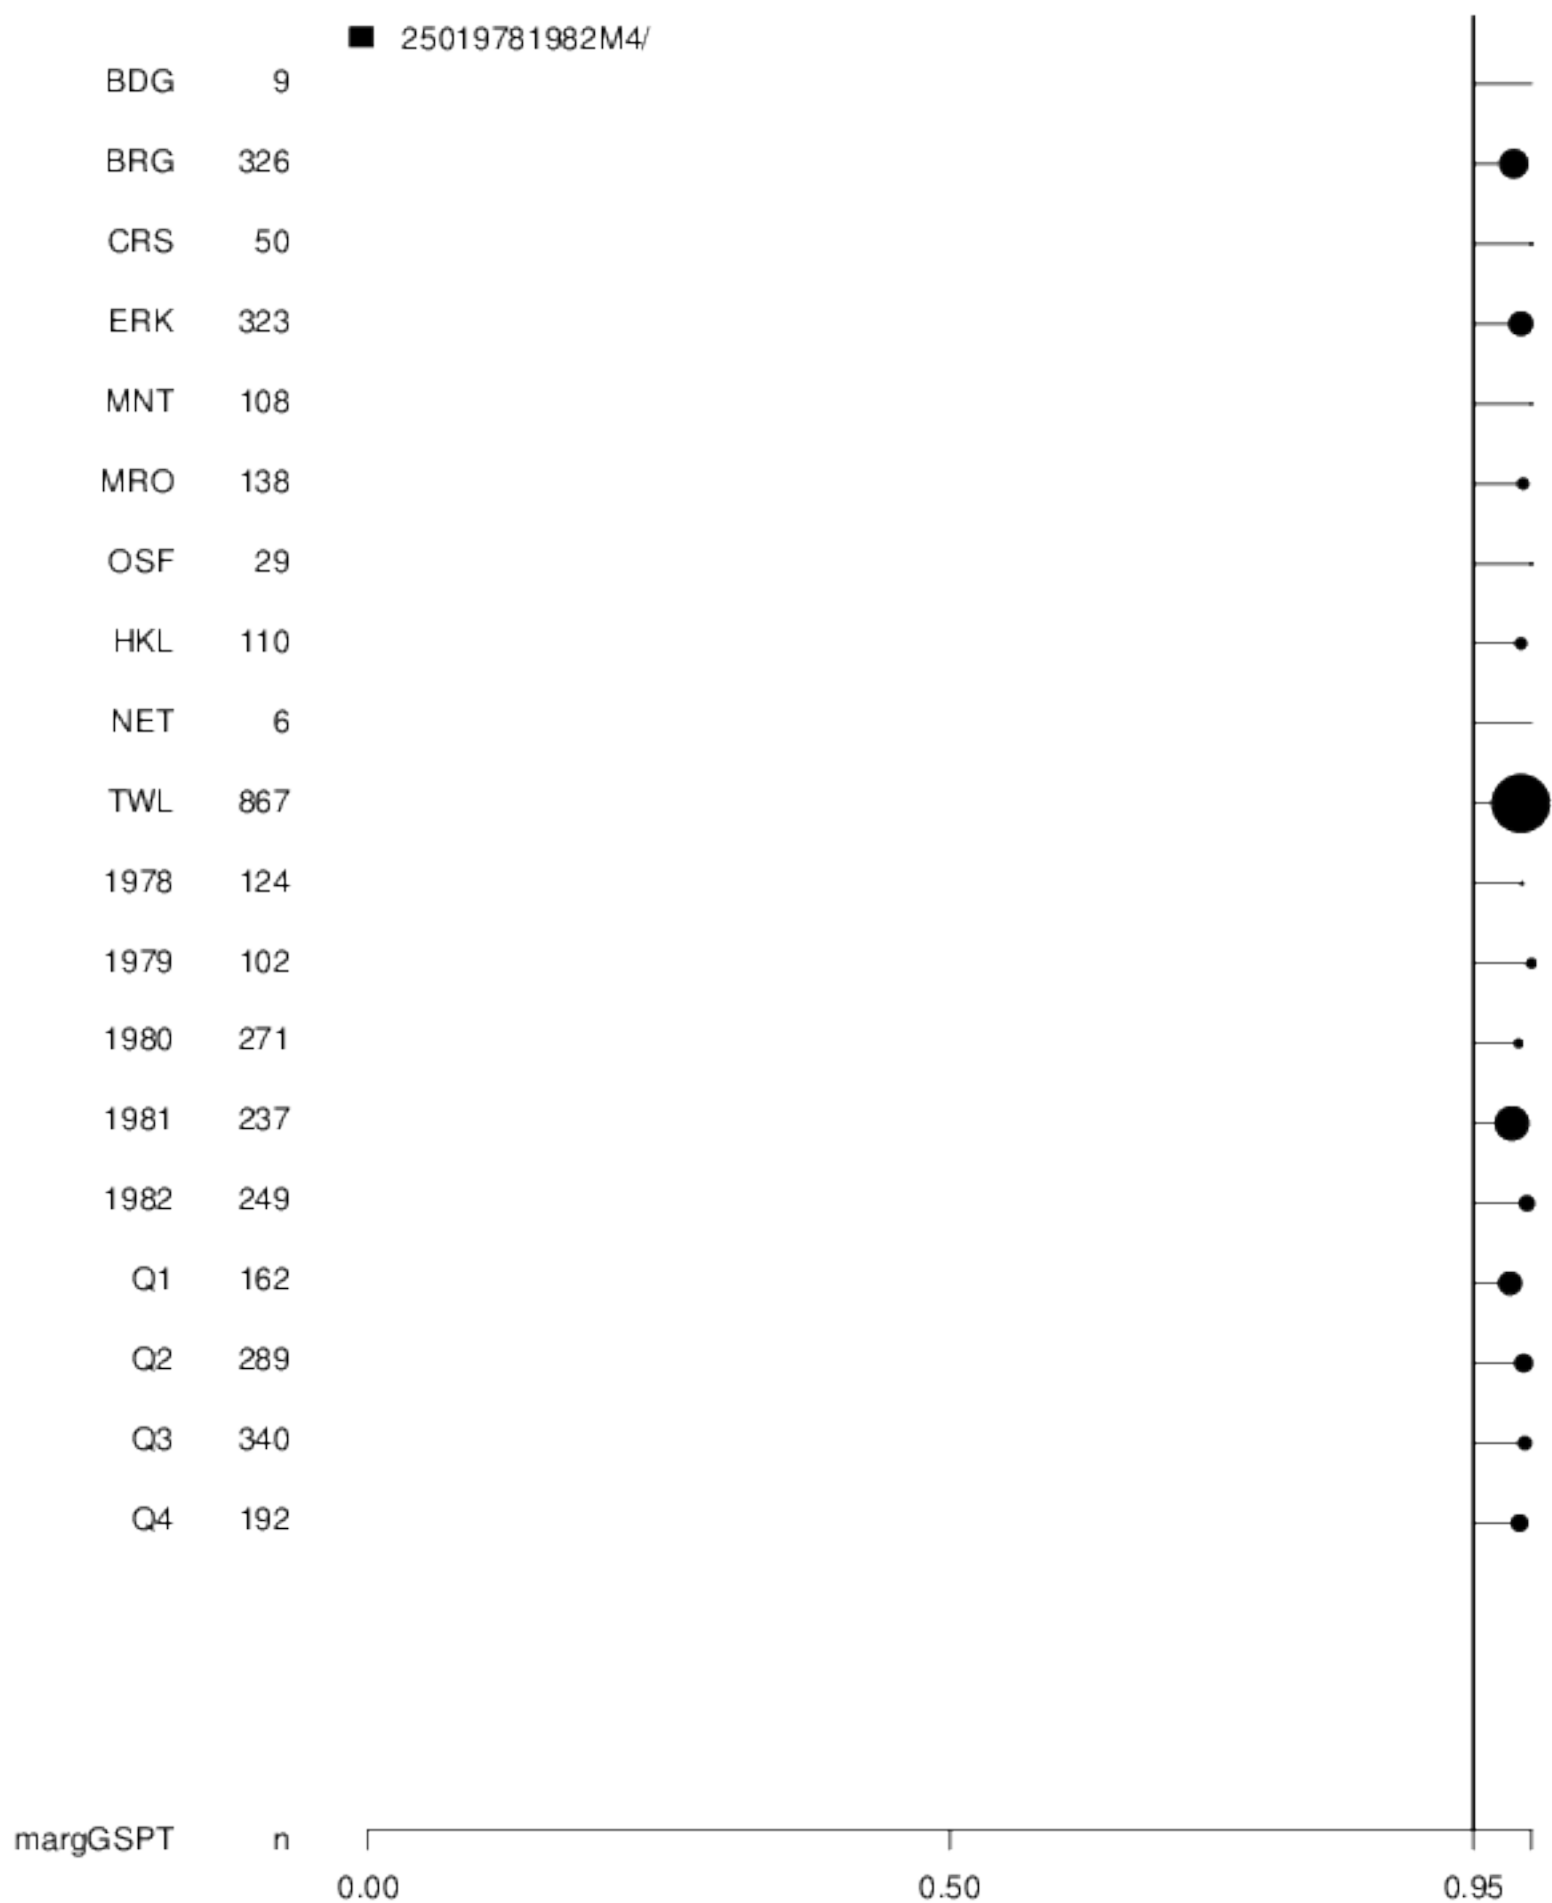 25019781982M4/
BDG 9
BRG 326
CRS 50
ERK 323
MNT 108
MRO 138
OSF 29
HKL 110
NET 6
TWL 867
1978 124
1979 102
1980 271
1981 237
1982 249
Q1 162
Q2 289
Q3 340
Q4 192
margGSPT n
0.00 0.50 0.95